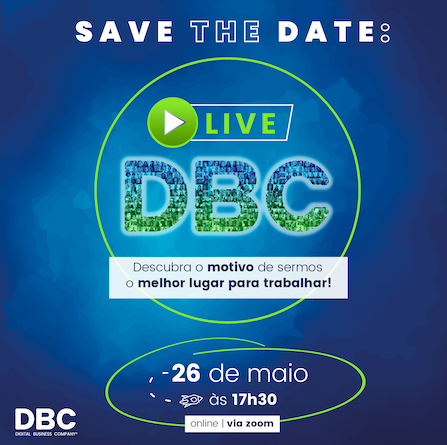 SAVE THE DATE:
LIVE
DBC
Descubra o motivo de sermos
o melhor lugar para trabalhar!
26 de maio
às 17h30
online | via zoom
DBC
DIGITAL BUSINESS COMPANY®